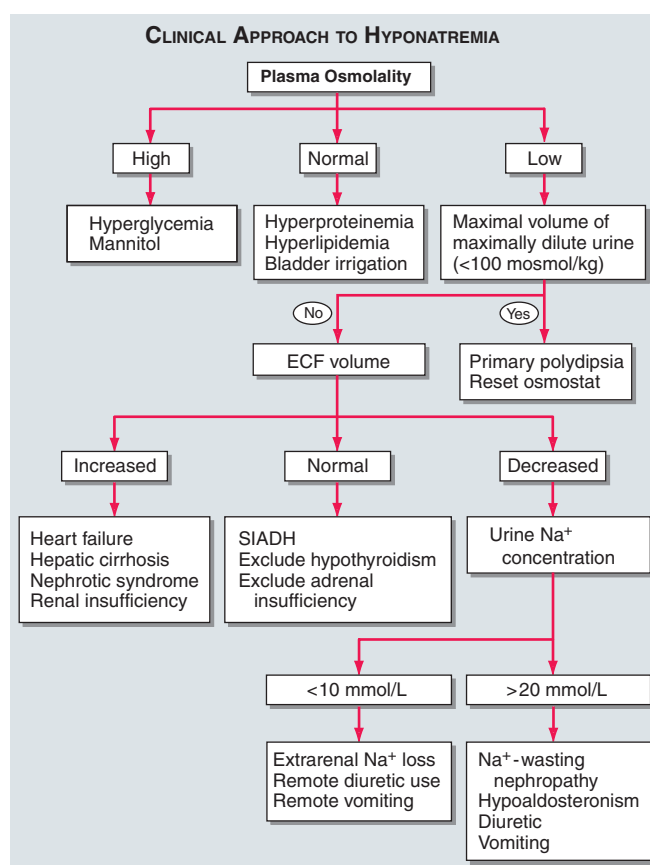 CLINICAL APPROACH TO HYPONATREMIA
Plasma Osmolality
High
Normal
Low
Hyperglycemia
Mannitol
Hyperproteinemia
Hyperlipidemia
Bladder irrigation
Maximal volume of
maximally dilute urine
(<100 mosmol/kg)
No
Yes
ECF volume
Primary polydipsia
Reset osmostat
Increased
Normal
Decreased
Heart failure
Hepatic cirrhosis
Nephrotic syndrome
Renal insufficiency
SIADH
Exclude hypothyroidism
Exclude adrenal
insufficiency
Urine Na⁺
concentration
<10 mmol/L
>20 mmol/L
Extrarenal Na⁺ loss
Remote diuretic use
Remote vomiting
Na⁺-wasting
nephropathy
Hypoaldosteronism
Diuretic
Vomiting